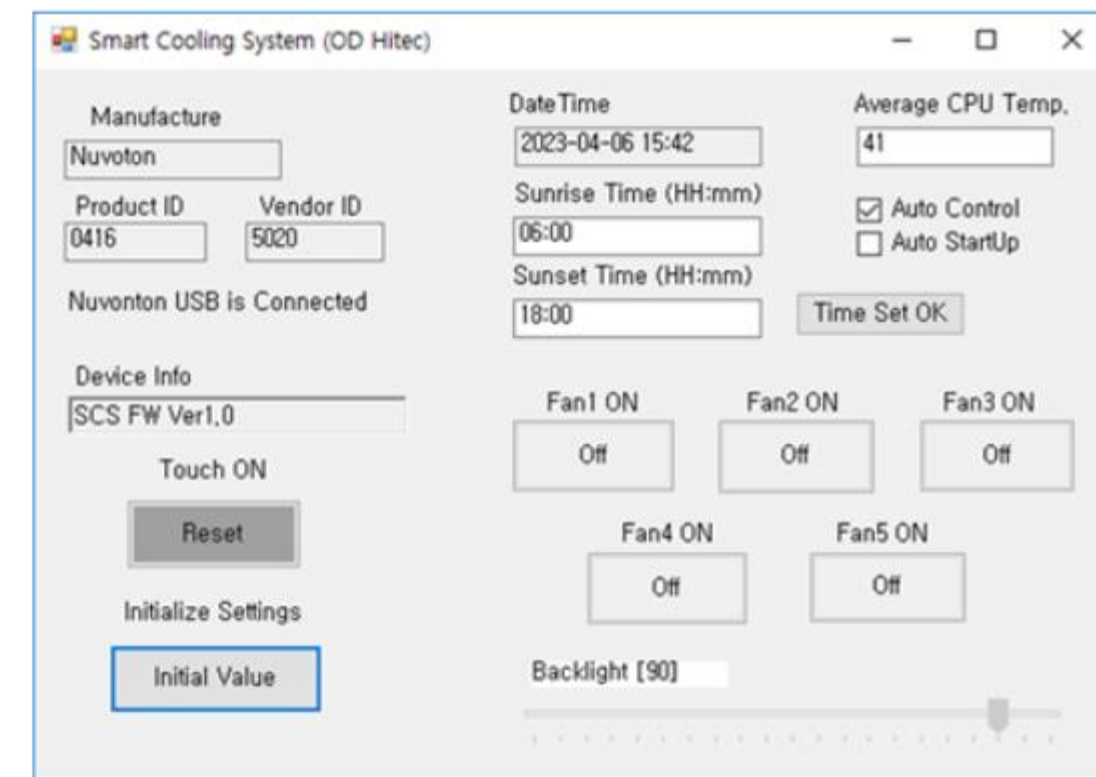 Smart Cooling System (OD Hitec)
Manufacture
Nuvoton
Product ID Vendor ID
0416 5020
Nuvonton USB is Connected
Device Info
SCS FW Ver1.0
Touch ON
Reset
Initialize Settings
Initial Value
DateTime
2023-04-06 15:42
Average CPU Temp.
41
Sunrise Time (HH:mm)
06:00
Auto Control
Auto StartUp
Sunset Time (HH:mm)
18:00
Time Set OK
Fan1 ON Fan2 ON Fan3 ON
Off Off Off
Fan4 ON Fan5 ON
Off Off
Backlight [90]